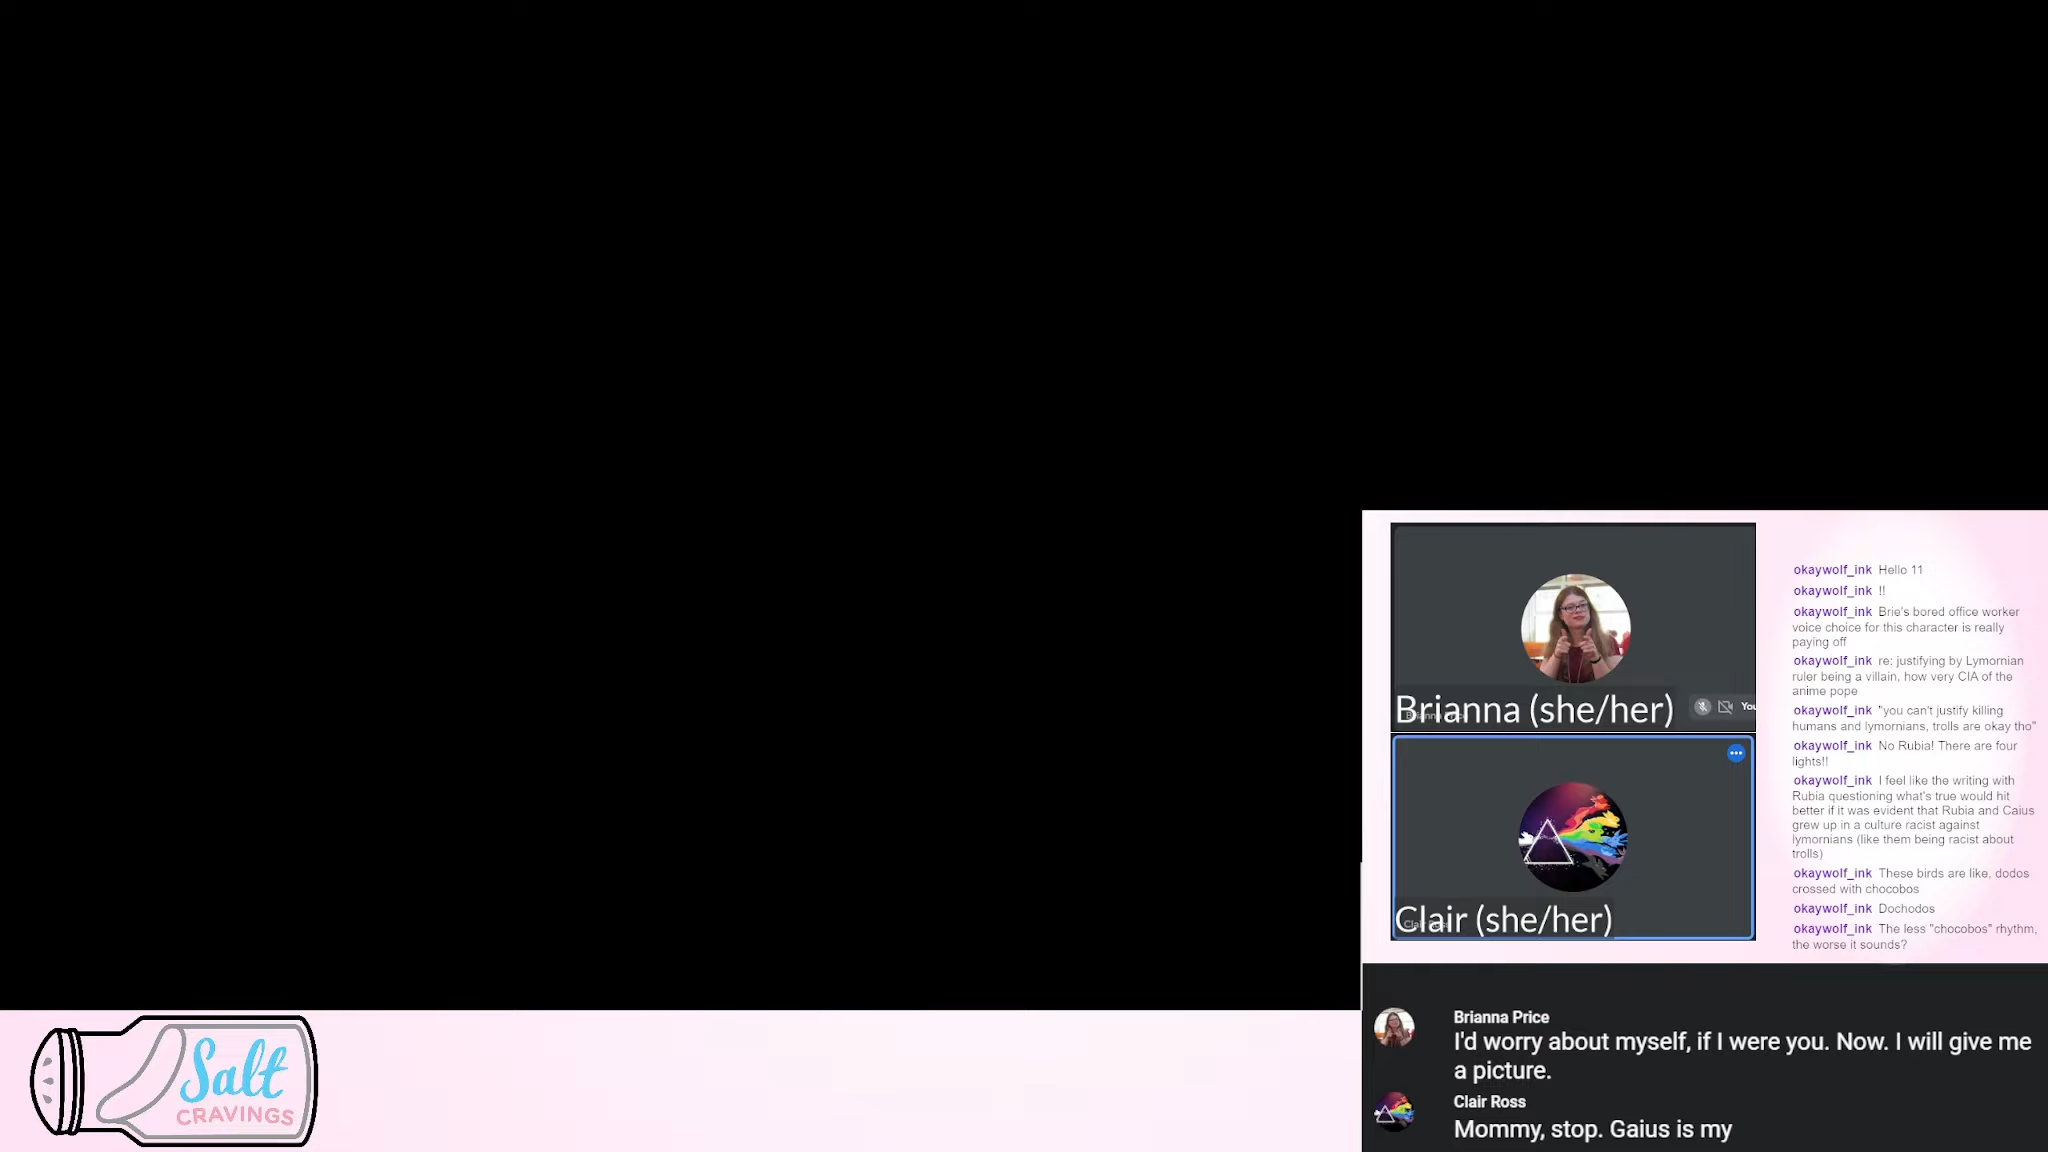 Brianna (she/her)
You
Clair (she/her)
okaywolf_ink Hello 11
okaywolf_ink !!
okaywolf_ink Brie's bored office worker
voice choice for this character is really
paying off
okaywolf_ink re: justifying by Lymornian
ruler being a villain, how very CIA of the
anime pope
okaywolf_ink "you can't justify killing
humans and lymornians, trolls are okay tho"
okaywolf_ink No Rubia! There are four
lights!!
okaywolf_ink I feel like the writing with
Rubia questioning what's true would hit
better if it was evident that Rubia and Caius
grew up in a culture racist against
lymornians (like them being racist about
trolls)
okaywolf_ink These birds are like, dodos
crossed with chocobos
okaywolf_ink Dochodos
okaywolf_ink The less "chocobos" rhythm,
the worse it sounds?
Brianna Price
I'd worry about myself, if I were you. Now. I will give me
a picture.
Clair Ross
Mommy, stop. Gaius is my
Salt
CRAVINGS